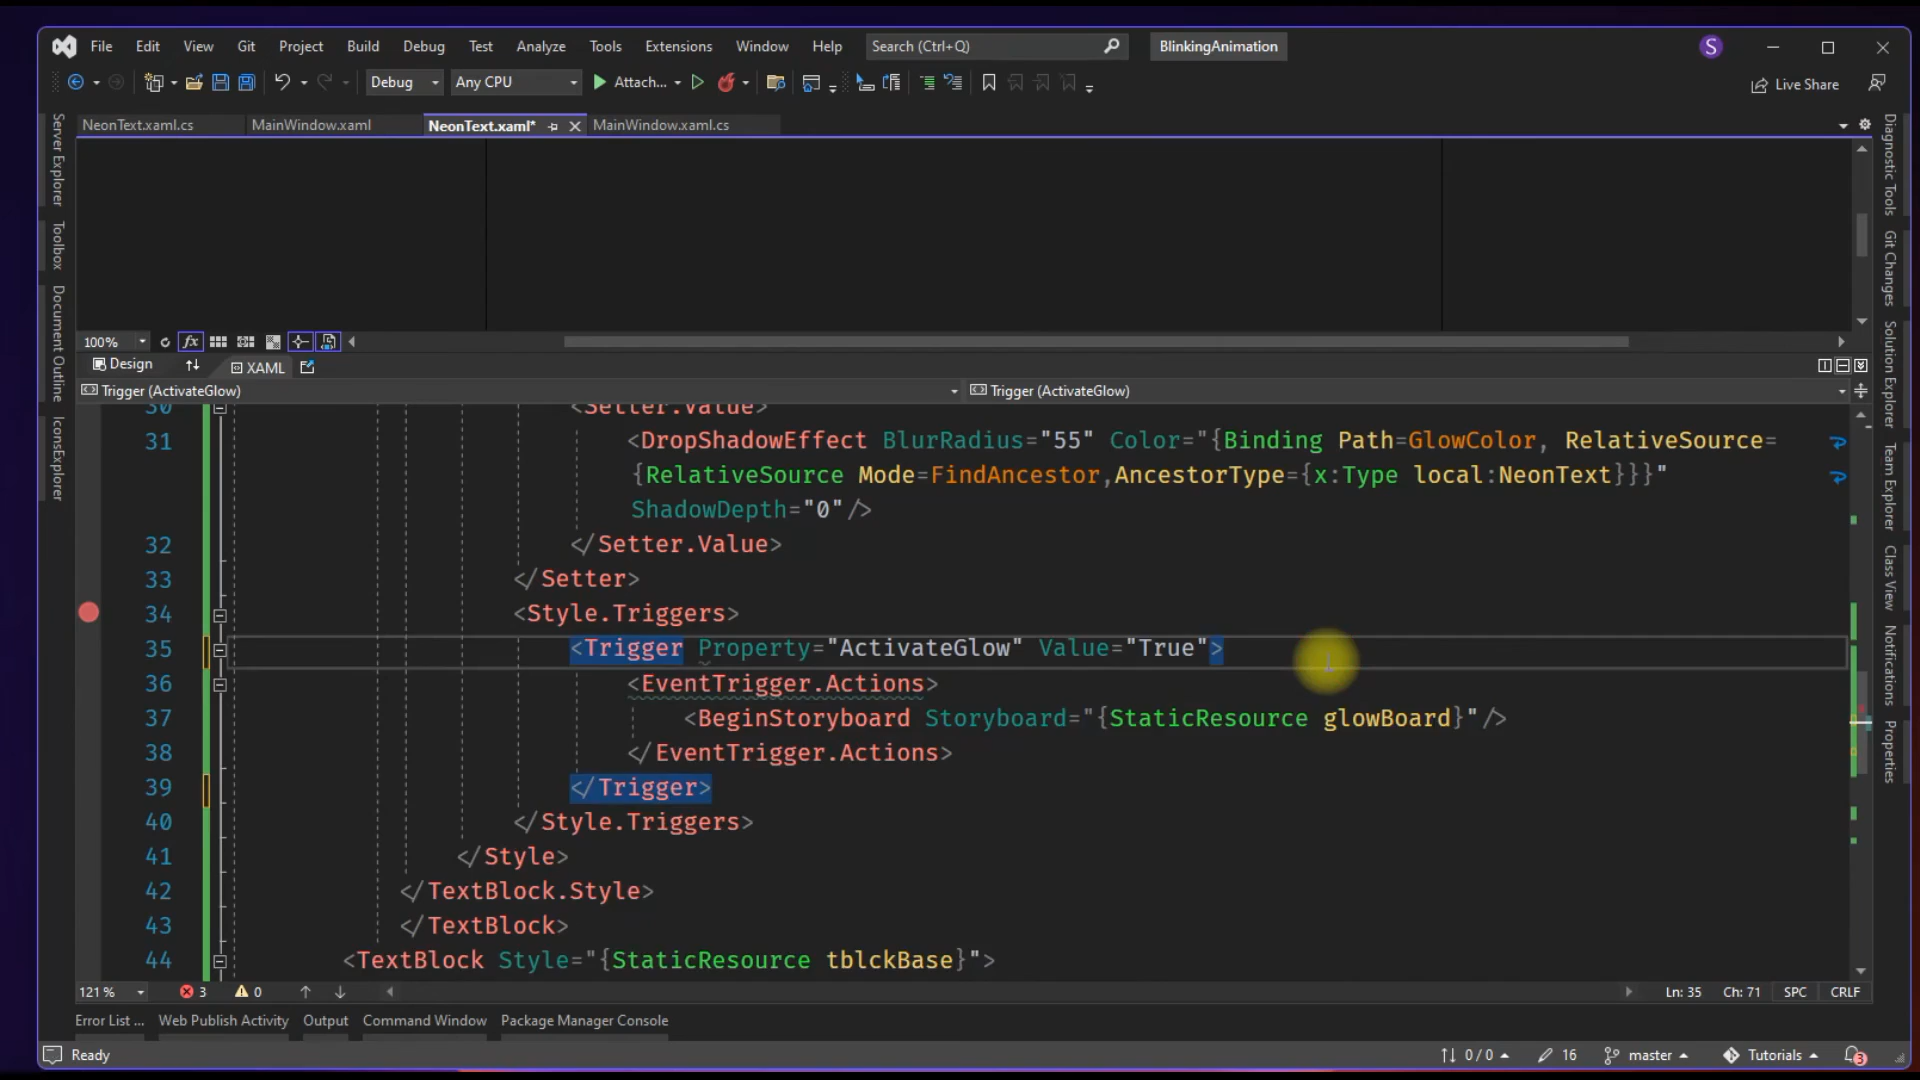 File Edit View Git Project Build Debug Test Analyze Tools Extensions Window Help Search (Ctrl+Q) BlinkingAnimation S
Debug Any CPU Attach... Live Share
NeonText.xaml.cs MainWindow.xaml NeonText.xaml* MainWindow.xaml.cs
Server Explorer
Toolbox
Document Outline
IconsExplorer
100% fx
Design XAML
Trigger (ActivateGlow) Trigger (ActivateGlow)
30 <Setter.Value>
31 <DropShadowEffect BlurRadius="55" Color="{Binding Path=GlowColor, RelativeSource=
{RelativeSource Mode=FindAncestor,AncestorType={x:Type local:NeonText}}}"
ShadowDepth="0"/>
32 </Setter.Value>
33 </Setter>
34 <Style.Triggers>
35 <Trigger Property="ActivateGlow" Value="True">
36 <EventTrigger.Actions>
37 <BeginStoryboard Storyboard="{StaticResource glowBoard}"/>
38 </EventTrigger.Actions>
39 </Trigger>
40 </Style.Triggers>
41 </Style>
42 </TextBlock.Style>
43 </TextBlock>
44 <TextBlock Style="{StaticResource tblckBase}">
Diagnostic Tools
Git Changes
Solution Explorer
Team Explorer
Class View
Notifications
Properties
121 % 3 0 Ln: 35 Ch: 71 SPC CRLF
Error List ... Web Publish Activity Output Command Window Package Manager Console
Ready 0 / 0 16 master Tutorials 3